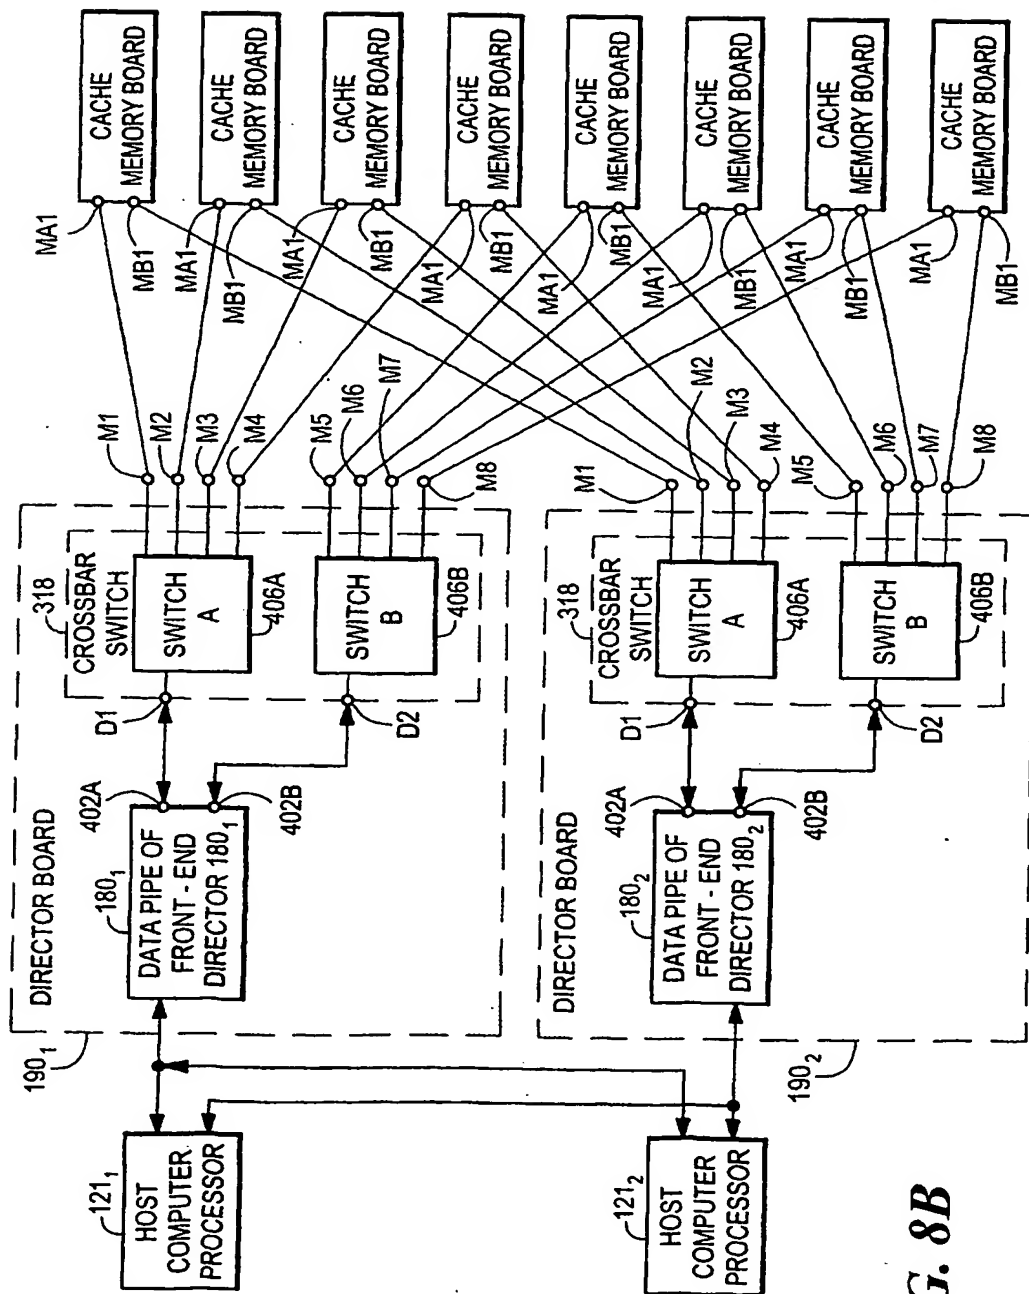 CACHE
MEMORY BOARD
CACHE
MEMORY BOARD
CACHE
MEMORY BOARD
CACHE
MEMORY BOARD
CACHE
MEMORY BOARD
CACHE
MEMORY BOARD
CACHE
MEMORY BOARD
CACHE
MEMORY BOARD
MA1
MB1
MA1
MB1
MA1
MB1
MA1
MB1
MA1
MB1
MA1
MB1
MA1
MB1
MA1
MB1
M1
M2
M3
M4
M5
M6
M7
M8
M1
M2
M3
M4
M5
M6
M7
M8
318
CROSSBAR
SWITCH
SWITCH
A
406A
SWITCH
B
406B
D1
D2
402A
402B
DIRECTOR BOARD
180₁
DATA PIPE OF
FRONT - END
DIRECTOR 180₁
190₁
318
CROSSBAR
SWITCH
SWITCH
A
406A
SWITCH
B
406B
D1
D2
402A
402B
DIRECTOR BOARD
180₂
DATA PIPE OF
FRONT - END
DIRECTOR 180₂
190₂
121₁
HOST
COMPUTER
PROCESSOR
121₂
HOST
COMPUTER
PROCESSOR
G. 8B